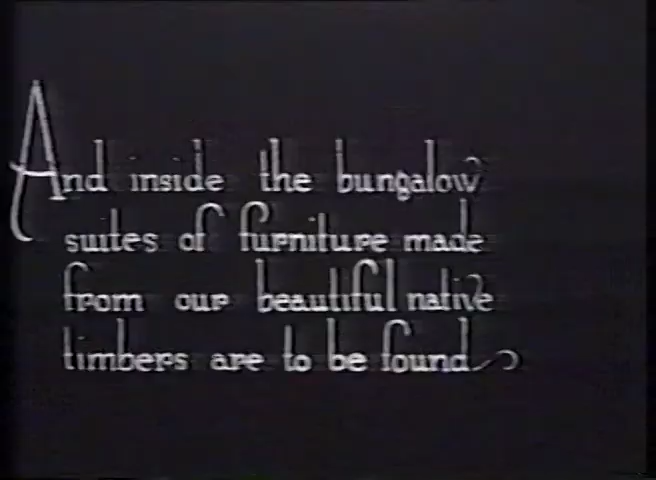 And inside the bungalow
suites of furniture made
from our beautiful native
timbers are to be found